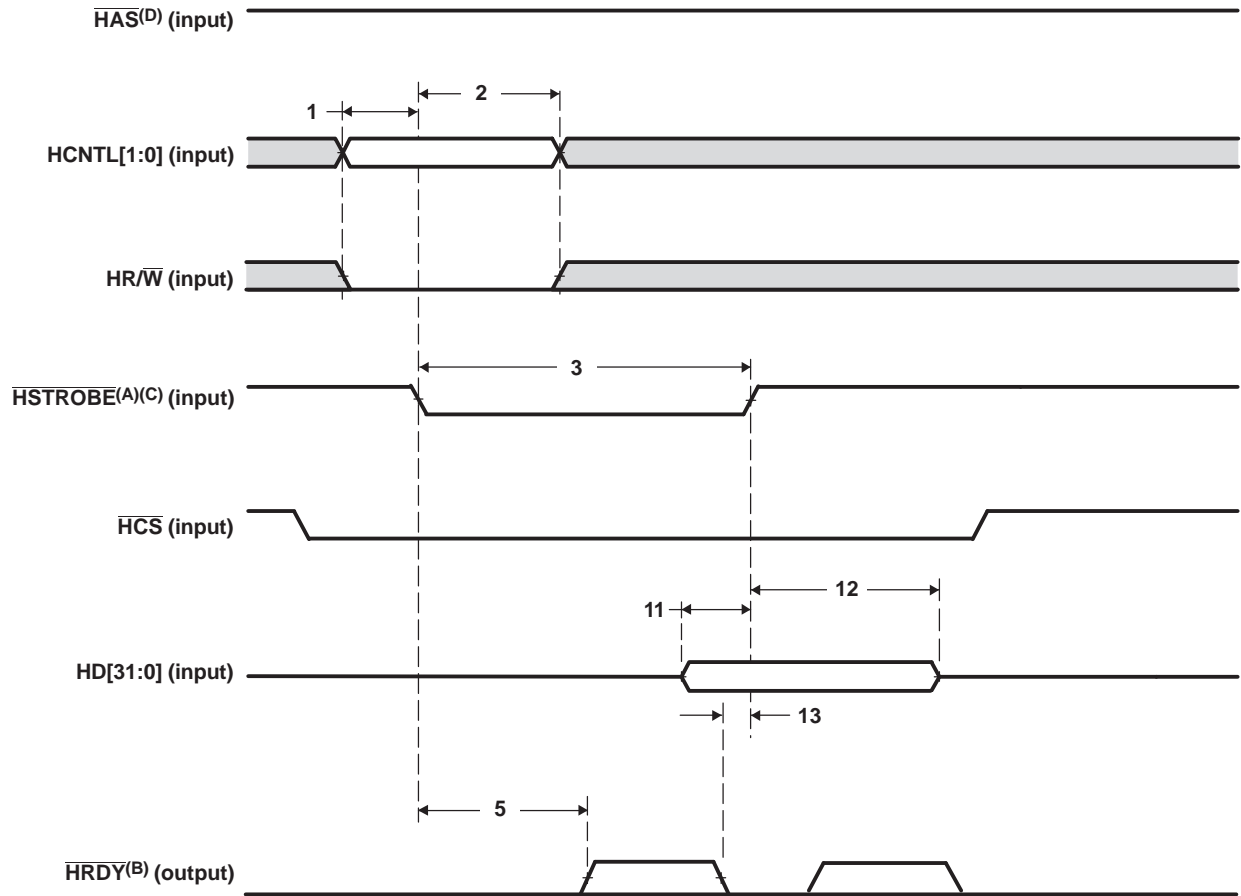 HAS(D) (input)
1
2
HCNTL[1:0] (input)
HR/W (input)
3
HSTROBE(A)(C) (input)
HCS (input)
12
11
HD[31:0] (input)
13
5
HRDY(B) (output)